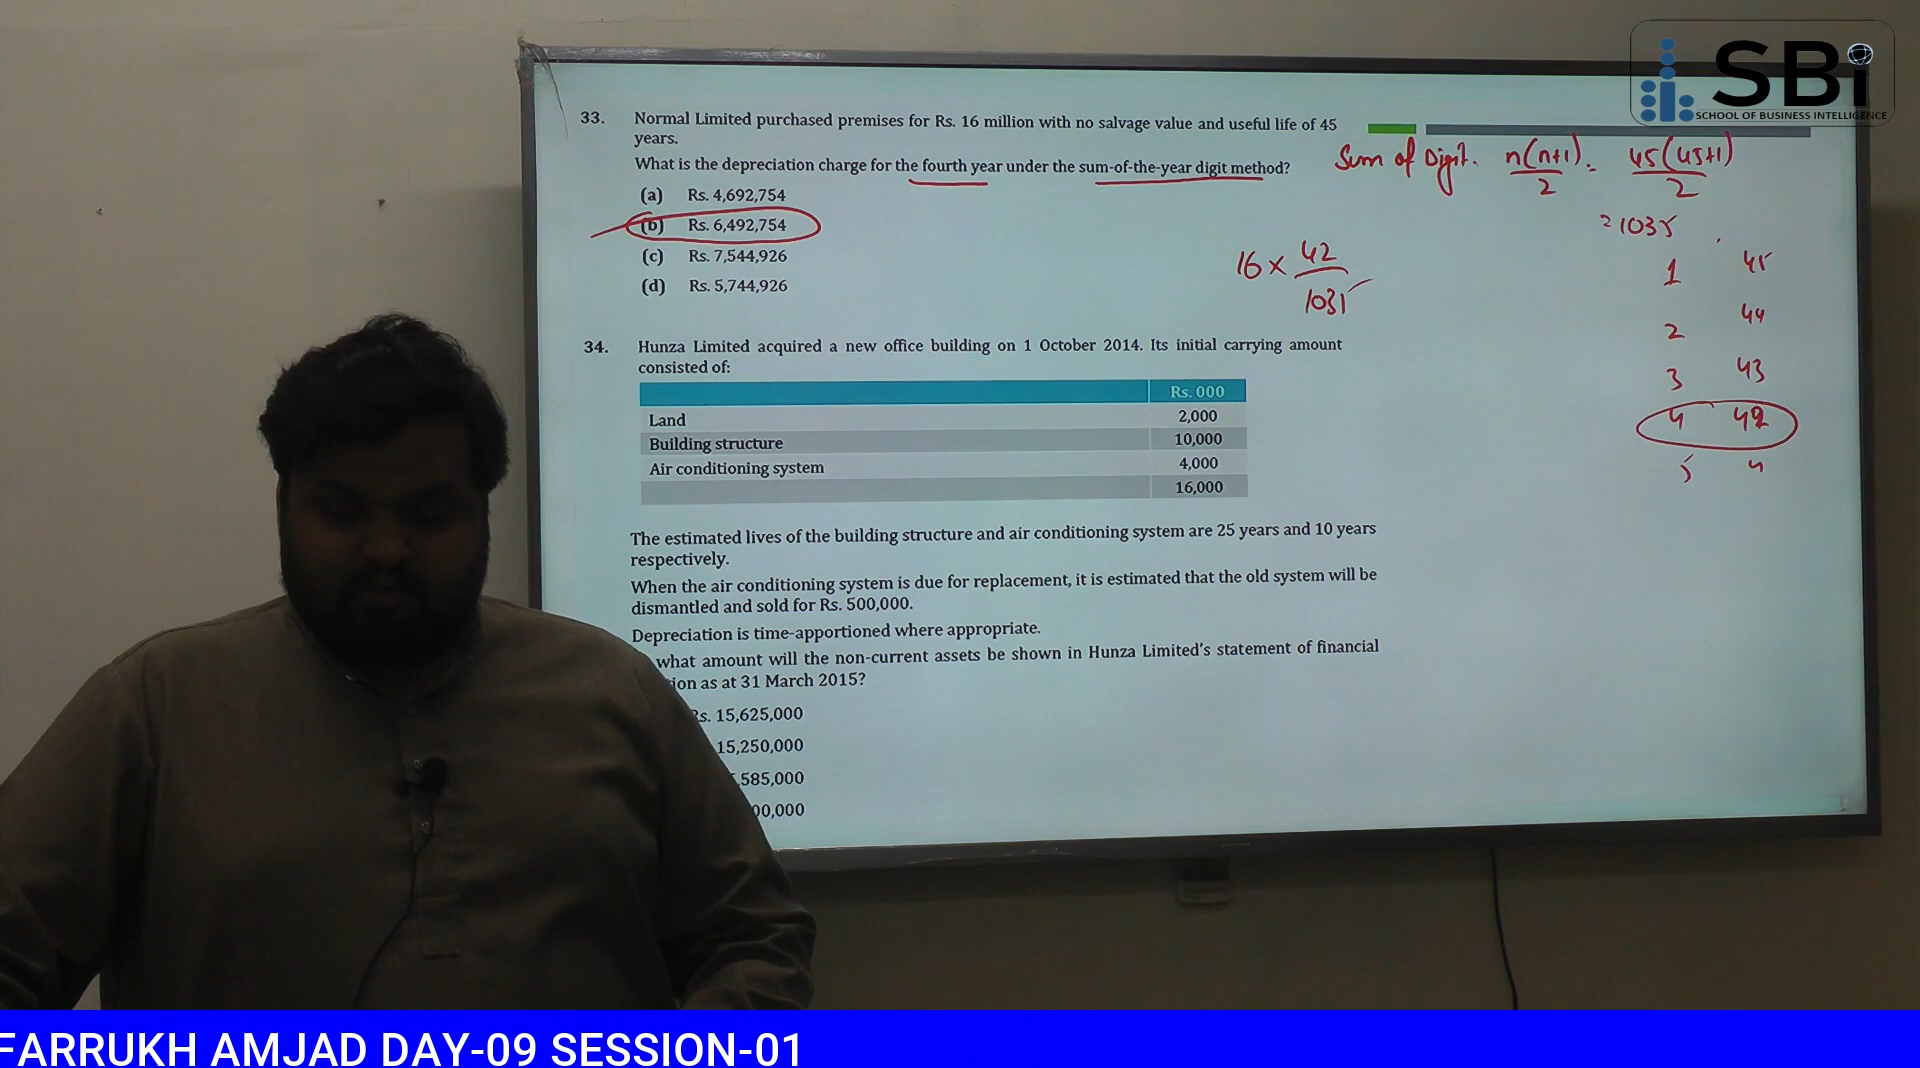 SBi
SCHOOL OF BUSINESS INTELLIGENCE
33. Normal Limited purchased premises for Rs. 16 million with no salvage value and useful life of 45
years.
What is the depreciation charge for the fourth year under the sum-of-the-year digit method?
(a) Rs. 4,692,754
(b) Rs. 6,492,754
(c) Rs. 7,544,926
(d) Rs. 5,744,926
Sum of Digit. n(n+1) = 45(45+1)
2 2
= 1035
16 × 42
1035
1 45
2 44
3 43
4 42
5 4
34. Hunza Limited acquired a new office building on 1 October 2014. Its initial carrying amount
consisted of:
Rs. 000
Land 2,000
Building structure 10,000
Air conditioning system 4,000
16,000
The estimated lives of the building structure and air conditioning system are 25 years and 10 years
respectively.
When the air conditioning system is due for replacement, it is estimated that the old system will be
dismantled and sold for Rs. 500,000.
Depreciation is time-apportioned where appropriate.
what amount will the non-current assets be shown in Hunza Limited's statement of financial
ion as at 31 March 2015?
Rs. 15,625,000
15,250,000
585,000
00,000
FARRUKH AMJAD DAY-09 SESSION-01